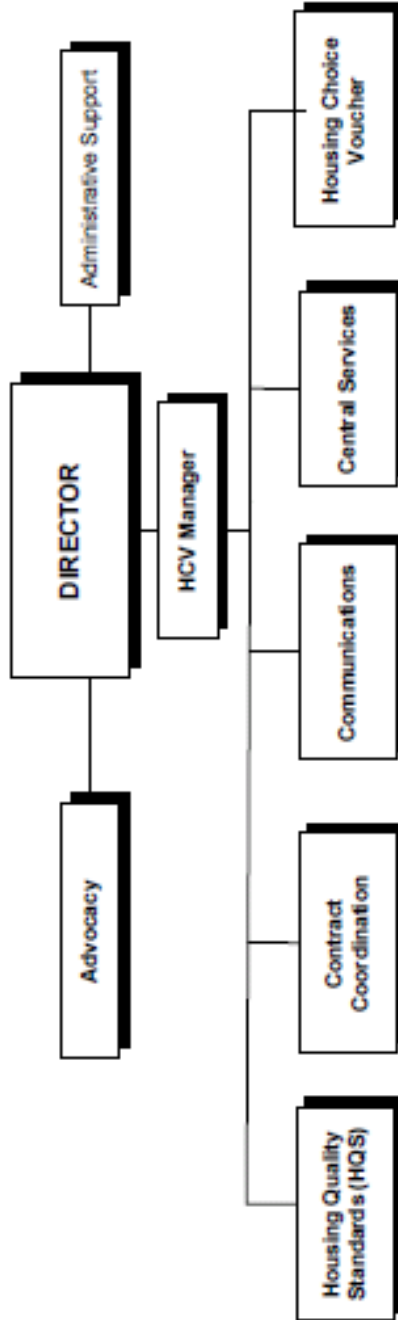 DIRECTOR
Advocacy
Administrative Support
HCV Manager
Housing Quality
Standards (HQS)
Contract
Coordination
Communications
Central Services
Housing Choice
Voucher